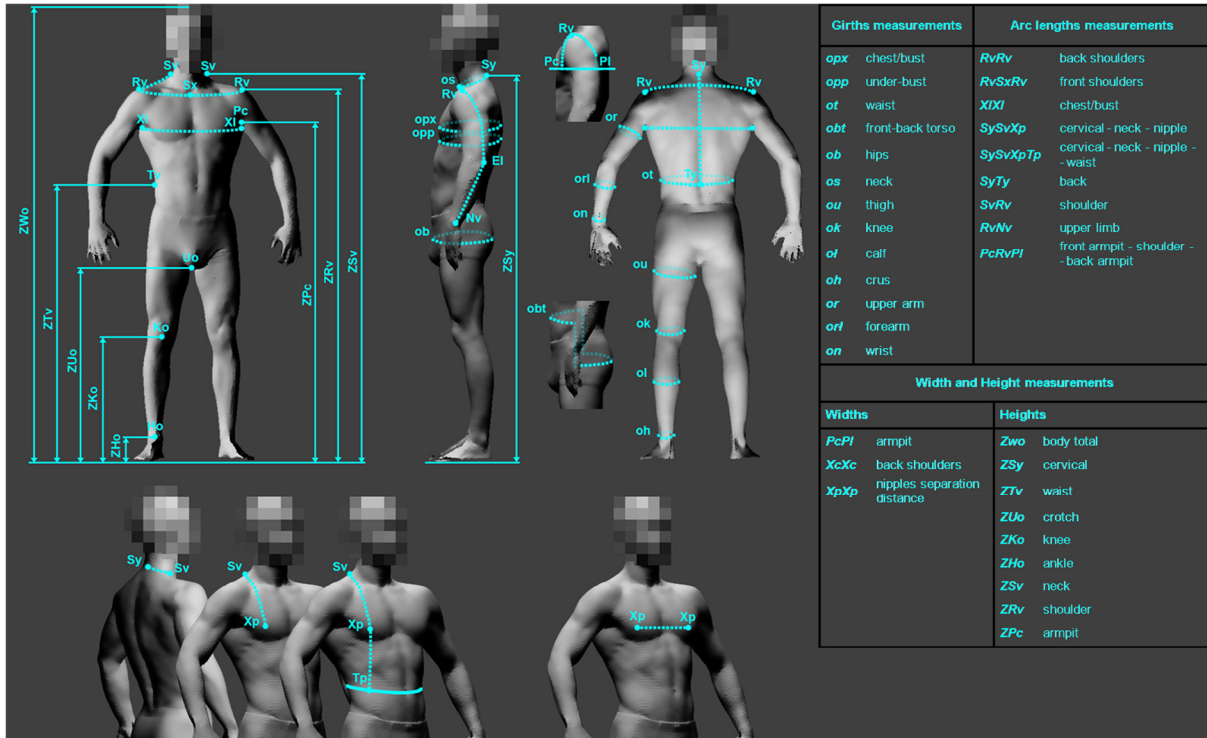 Sv
Sv
Rv
Sx
Rv
Xl
Pc
Xl
Tv
Uo
Ko
Ho
ZWo
ZTv
ZUo
ZKo
ZHo
ZPc
ZRv
ZSv
Sy
os
Rv
opx
opp
El
Nv
ob
ZSy
Rv
Pc
Pl
obt
Sy
Rv
Rv
or
orl
ot
Ty
on
ou
ok
ol
oh
Sy
Sv
Sv
Xp
Sv
Xp
Tp
Xp
Xp
Girths measurements
opx chest/bust
opp under-bust
ot waist
obt front-back torso
ob hips
os neck
ou thigh
ok knee
oł calf
oh crus
or upper arm
orł forearm
on wrist
Arc lengths measurements
RvRv back shoulders
RvSxRv front shoulders
XlXl chest/bust
SySvXp cervical - neck - nipple
SySvXpTp cervical - neck - nipple -
- waist
SyTy back
SvRv shoulder
RvNv upper limb
PcRvPl front armpit - shoulder -
- back armpit
Width and Height measurements
Widths
PcPl armpit
XcXc back shoulders
XpXp nipples separation
distance
Heights
Zwo body total
ZSy cervical
ZTv waist
ZUo crotch
ZKo knee
ZHo ankle
ZSv neck
ZRv shoulder
ZPc armpit